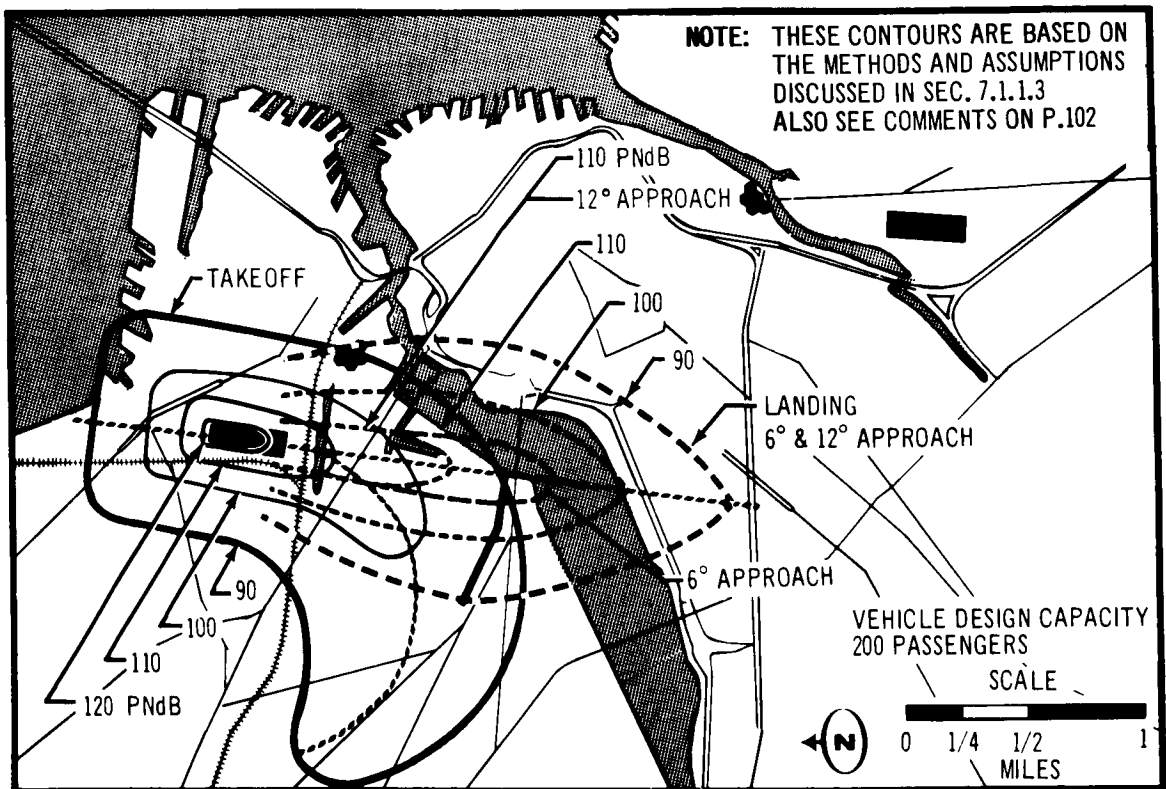 NOTE: THESE CONTOURS ARE BASED ON
THE METHODS AND ASSUMPTIONS
DISCUSSED IN SEC. 7.1.1.3
ALSO SEE COMMENTS ON P.102
110 PNdB
12° APPROACH
110
TAKEOFF
100
90
LANDING
6° & 12° APPROACH
6° APPROACH
90
100
110
120 PNdB
VEHICLE DESIGN CAPACITY
200 PASSENGERS
SCALE
N
0 1/4 1/2 1
MILES